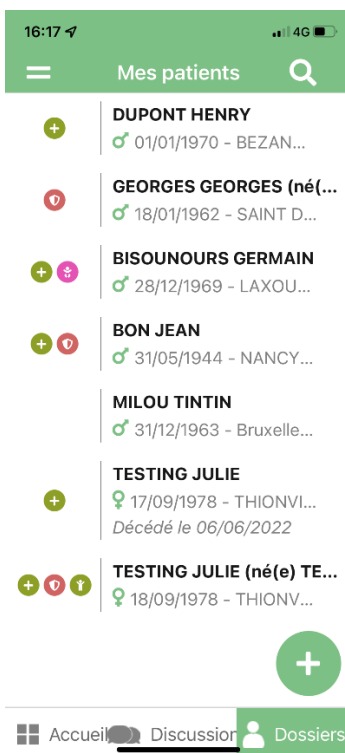 16:17 4G
Mes patients
DUPONT HENRY
01/01/1970 - BEZAN...
GEORGES GEORGES (né(...
18/01/1962 - SAINT D...
BISOUNOURS GERMAIN
28/12/1969 - LAXOU...
BON JEAN
31/05/1944 - NANCY...
MILOU TINTIN
31/12/1963 - Bruxelle...
TESTING JULIE
17/09/1978 - THIONVI...
Décédé le 06/06/2022
TESTING JULIE (né(e) TE...
18/09/1978 - THIONV...
Accueil Discussion Dossiers